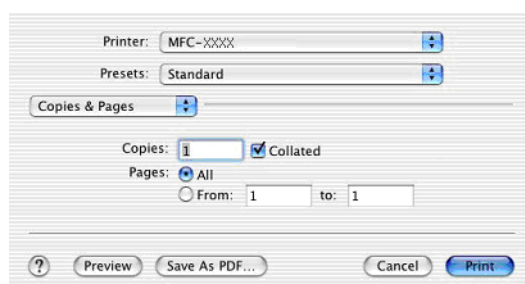 Printer: MFC-XXXX
Presets: Standard
Copies & Pages
Copies: 1 Collated
Pages: All
From: 1 to: 1
? Preview Save As PDF... Cancel Print